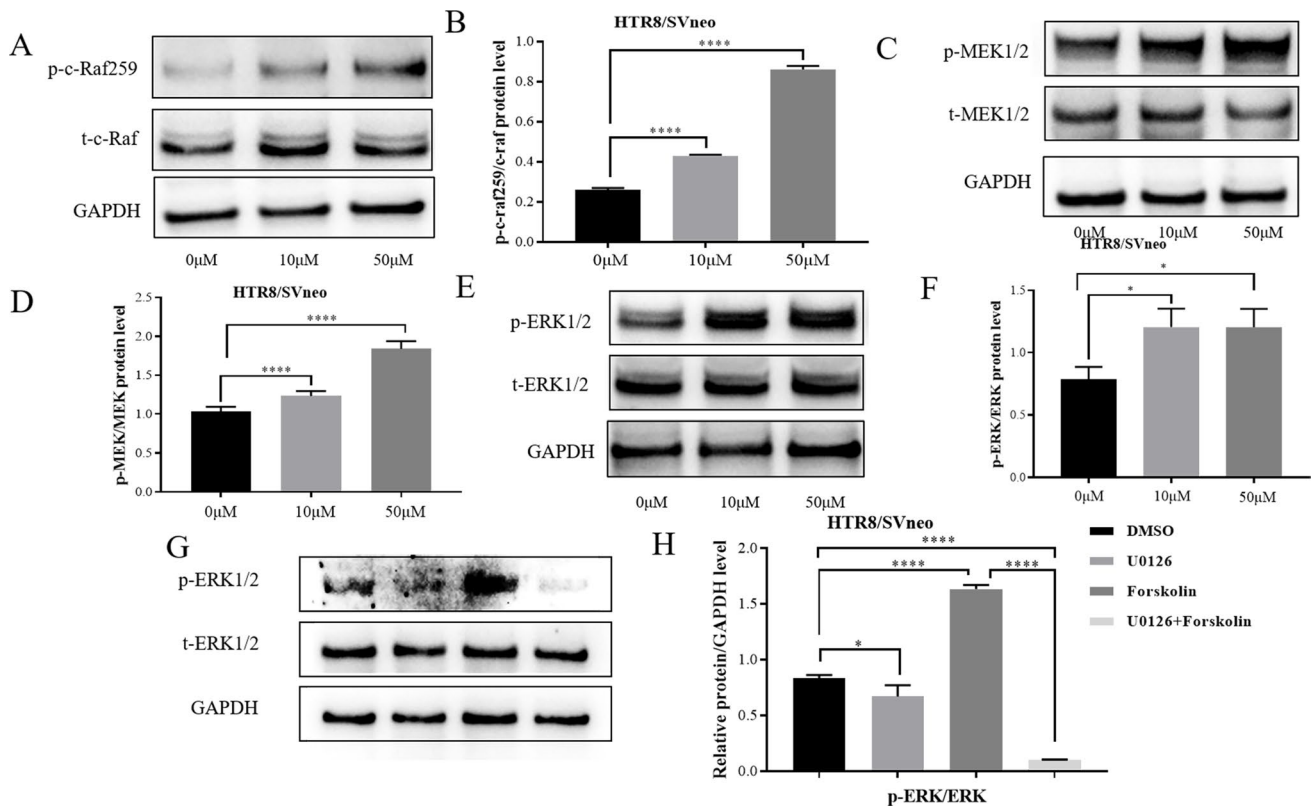 A
p-c-Raf259
t-c-Raf
GAPDH
0μM 10μM 50μM
B
HTR8/SVneo
p-c-raf259/c-raf protein level
1.0
0.8
0.6
0.4
0.2
0.0
****
****
0μM 10μM 50μM
C
p-MEK1/2
t-MEK1/2
GAPDH
0μM 10μM 50μM
D
HTR8/SVneo
p-MEK/MEK protein level
2.5
2.0
1.5
1.0
0.5
0.0
****
****
0μM 10μM 50μM
E
p-ERK1/2
t-ERK1/2
GAPDH
0μM 10μM 50μM
F
HTR8/SVneo
p-ERK/ERK protein level
1.5
1.0
0.5
0.0
*
*
0μM 10μM 50μM
G
p-ERK1/2
t-ERK1/2
GAPDH
H
HTR8/SVneo
Relative protein/GAPDH level
2.0
1.5
1.0
0.5
0.0
****
**** ****
*
p-ERK/ERK
DMSO
U0126
Forskolin
U0126+Forskolin